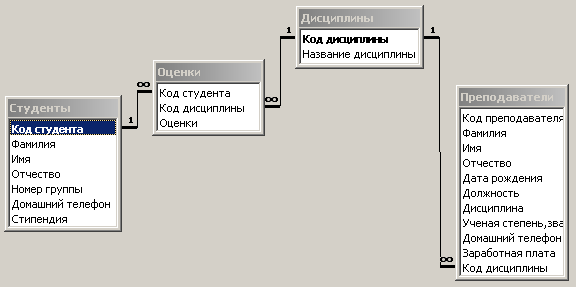 Студенты
Код студента
Фамилия
Имя
Отчество
Номер группы
Домашний телефон
Стипендия
1
∞
Оценки
Код студента
Код дисциплины
Оценки
∞
1
Дисциплины
Код дисциплины
Название дисциплины
1
∞
Преподаватели
Код преподавателя
Фамилия
Имя
Отчество
Дата рождения
Должность
Дисциплина
Ученая степень,зва
Домашний телефон
Заработная плата
Код дисциплины